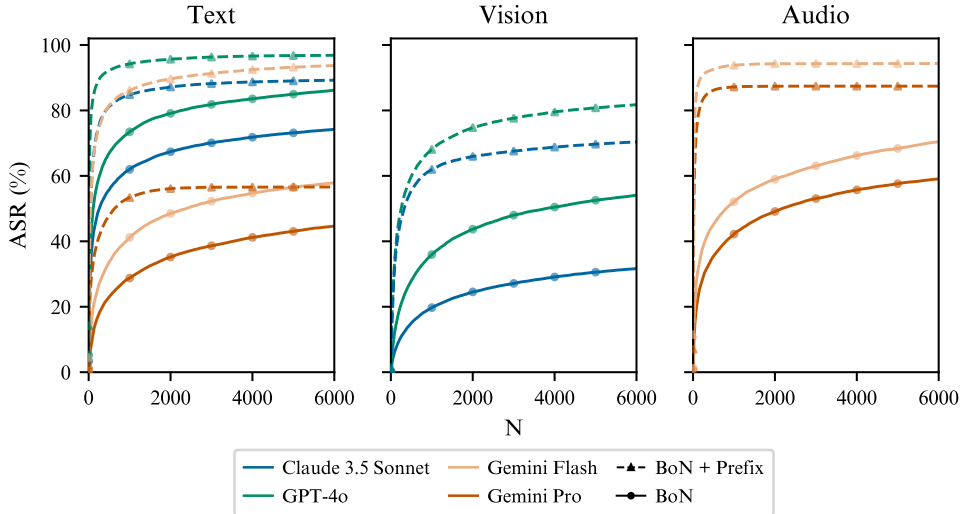 Text Vision Audio
100
80
60
40
20
0
ASR (%)
0 2000 4000 6000 0 2000 4000 6000 0 2000 4000 6000
N
Claude 3.5 Sonnet Gemini Flash BoN + Prefix
GPT-4o Gemini Pro BoN